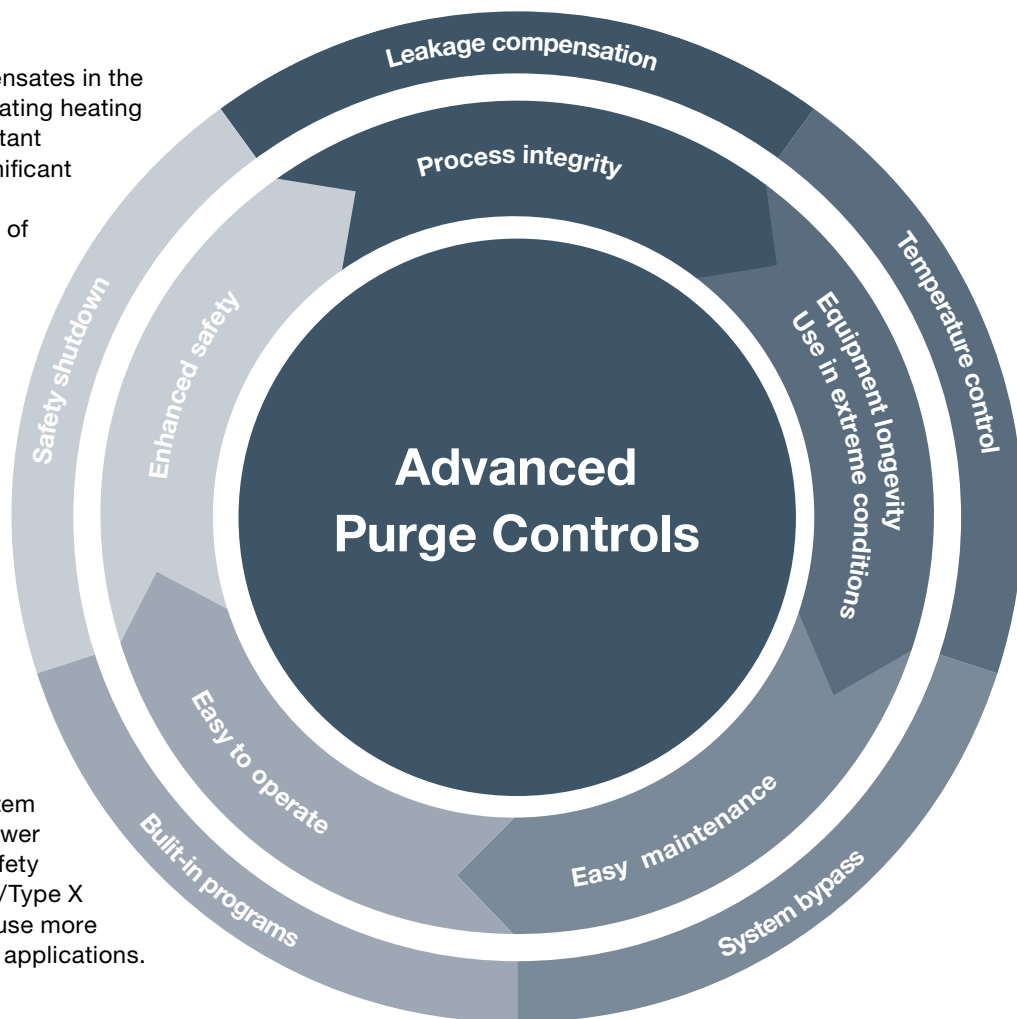 ensates in the
ating heating
tant
nificant
of
Leakage compensation
Process integrity
Temperature control
Equipment longevity
Use in extreme conditions
Safety shutdown
Enhanced safety
Advanced
Purge Controls
Easy to operate
Easy maintenance
Bulit-in programs
System bypass
tem
wer
fety
/Type X
use more
applications.